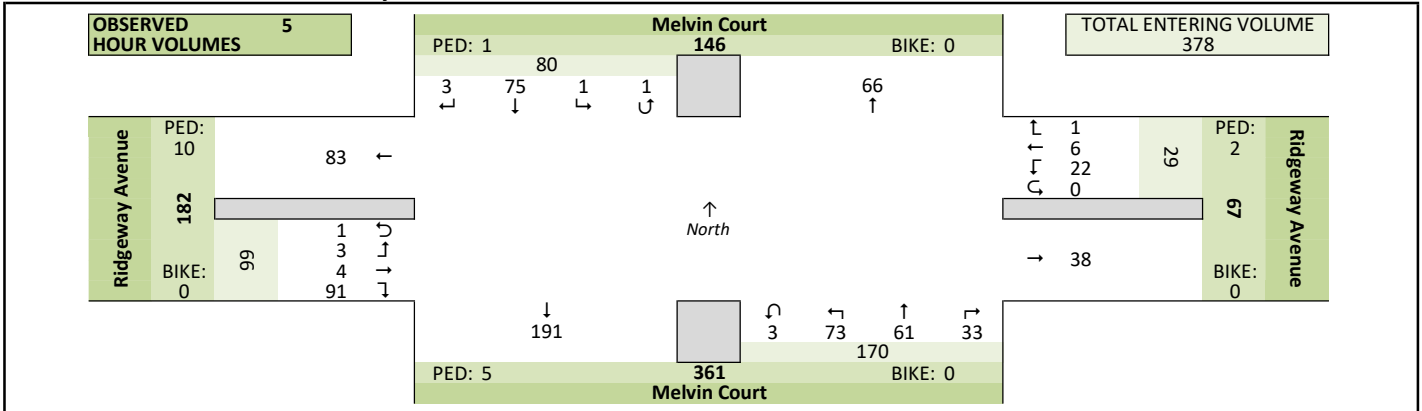 OBSERVED 5
HOUR VOLUMES
Melvin Court
PED: 1 146 BIKE: 0
TOTAL ENTERING VOLUME
378
80
3 75 1 1
↵ ↓ ↳ ↺
66
↑
Ridgeway Avenue
PED:
10
182
BIKE:
0
83 ←
99
1
3
4 →
91
↑
North
1
← 6
22
0
29
→ 38
PED:
2
67
BIKE:
0
Ridgeway Avenue
↓
191
↑
3 73 61 33
170
PED: 5 361 BIKE: 0
Melvin Court